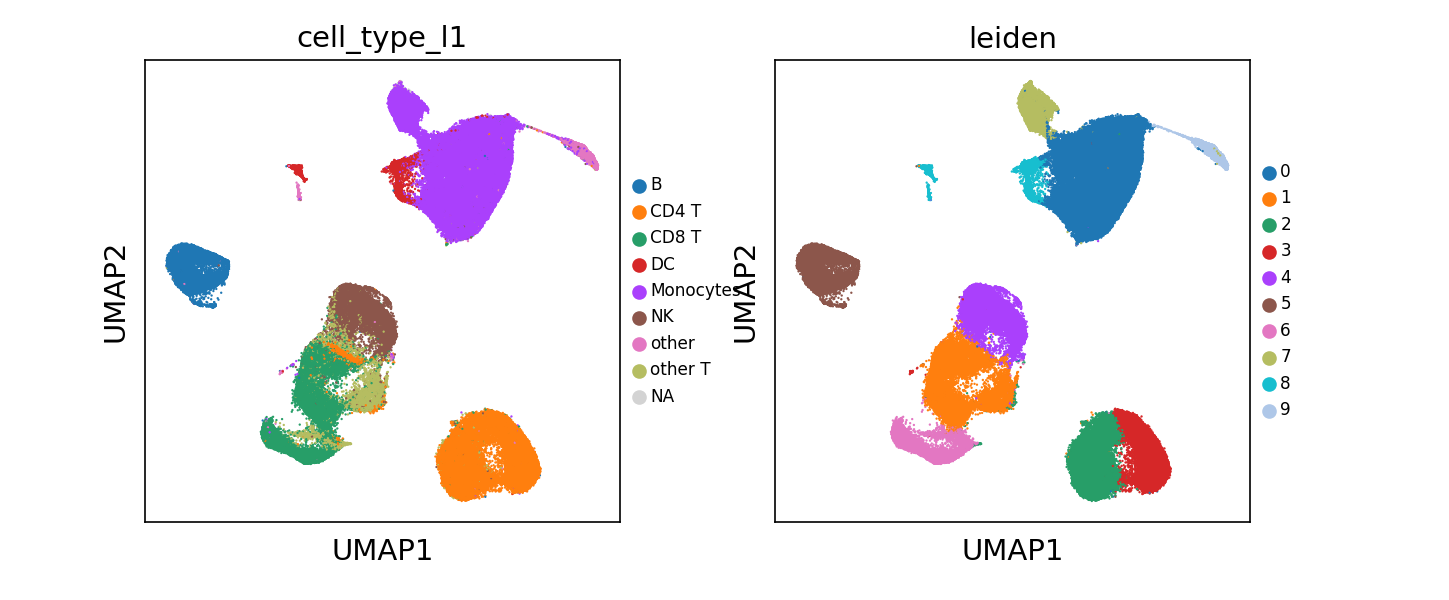 cell_type_l1
UMAP2
UMAP1
B
CD4 T
CD8 T
DC
Monocytes
NK
other
other T
NA
leiden
UMAP2
UMAP1
0
1
2
3
4
5
6
7
8
9